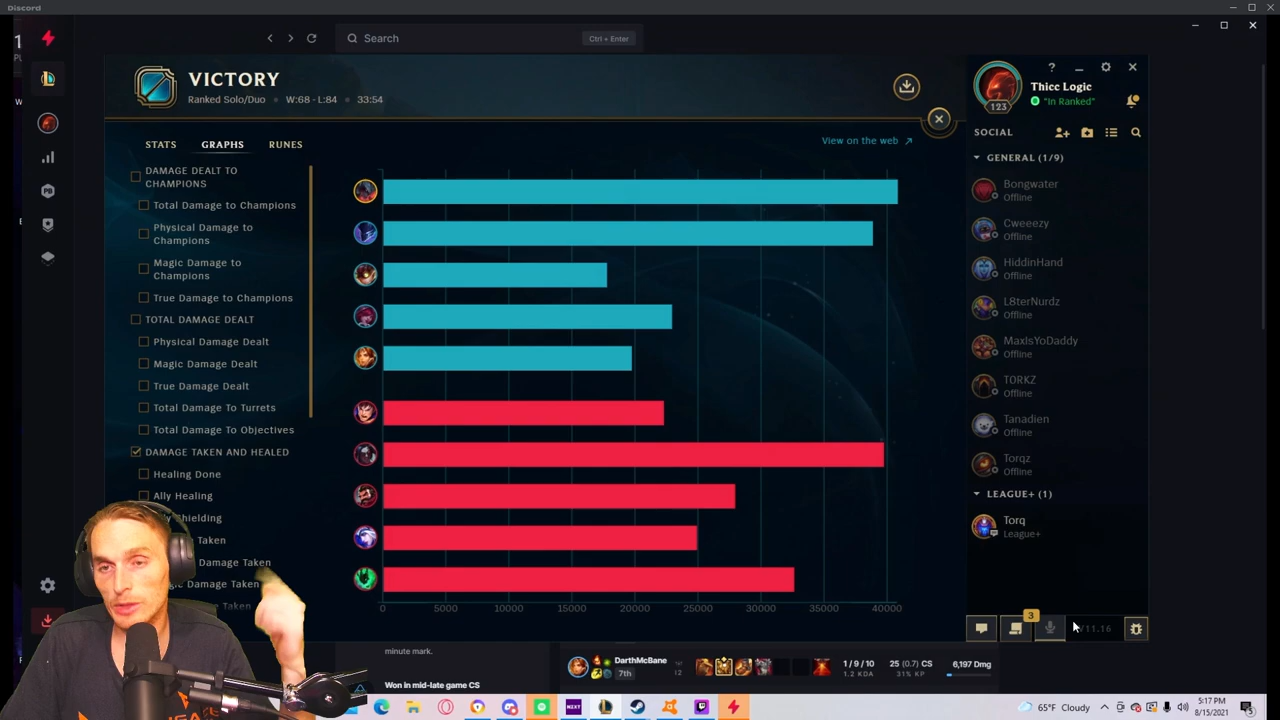 Discord
Search
Ctrl + Enter
VICTORY
Ranked Solo/Duo • W:68 - L:84 • 33:54
STATS
GRAPHS
RUNES
View on the web
DAMAGE DEALT TO
CHAMPIONS
Total Damage to Champions
Physical Damage to
Champions
Magic Damage to
Champions
True Damage to Champions
TOTAL DAMAGE DEALT
Physical Damage Dealt
Magic Damage Dealt
True Damage Dealt
Total Damage To Turrets
Total Damage To Objectives
DAMAGE TAKEN AND HEALED
Healing Done
Ally Healing
Shielding
Taken
Damage Taken
Damage Taken
Taken
0 5000 10000 15000 20000 25000 30000 35000 40000
123
Thicc Logic
"In Ranked"
SOCIAL
GENERAL (1/9)
Bongwater
Offline
Cweeezy
Offline
HiddinHand
Offline
L8terNurdz
Offline
MaxIsYoDaddy
Offline
TORKZ
Offline
Tanadien
Offline
Torqz
Offline
LEAGUE+ (1)
Torq
League+
3
V11.16
minute mark.
Won in mid-late game CS
DarthMcBane
7th
12
1 / 9 / 10
1.2 KDA
25 (0.7) CS
31% KP
6,197 Dmg
65°F Cloudy
5:17 PM
8/15/2021